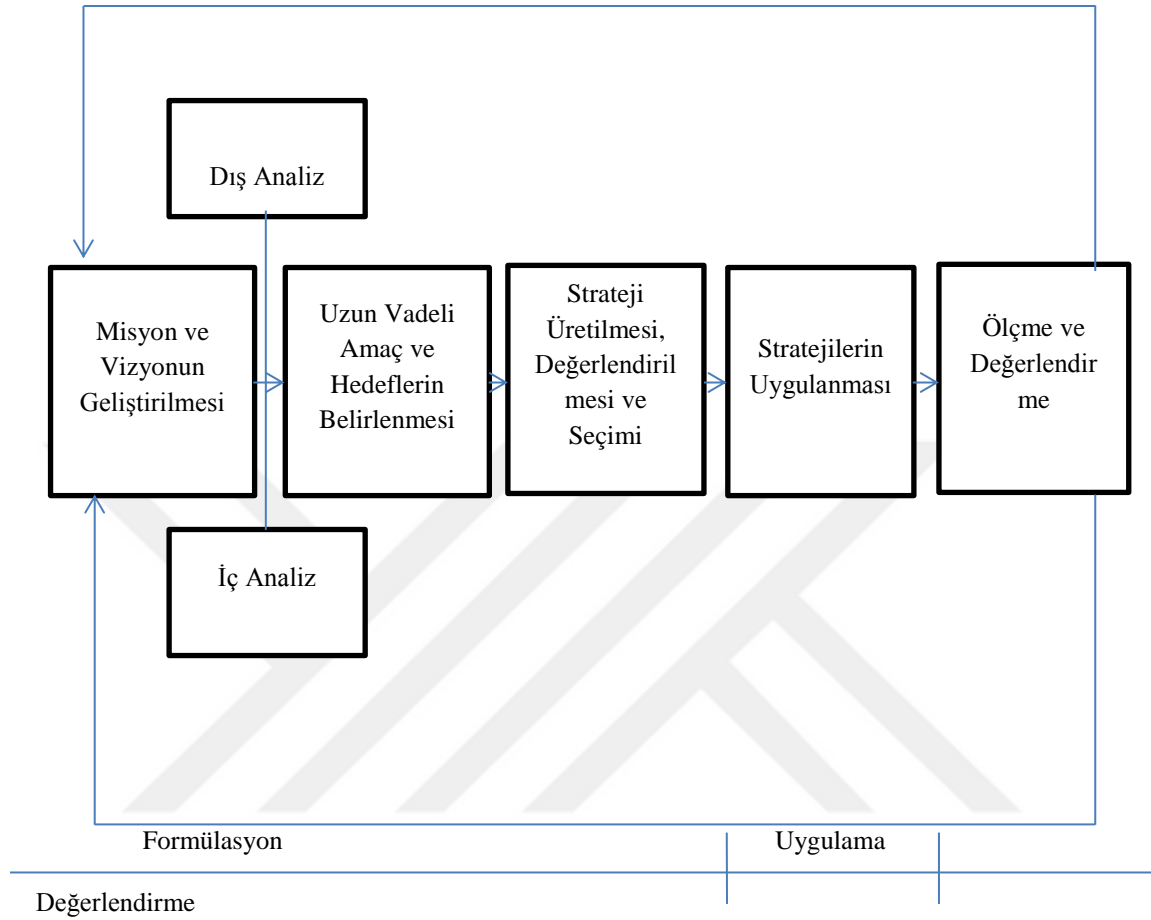 Dış Analiz
Misyon ve
Vizyonun
Geliştirilmesi
Uzun Vadeli
Amaç ve
Hedeflerin
Belirlenmesi
Strateji
Üretilmesi,
Değerlendiril
mesi ve
Seçimi
Stratejilerin
Uygulanması
Ölçme ve
Değerlendir
me
İç Analiz
Formülasyon
Uygulama
Değerlendirme